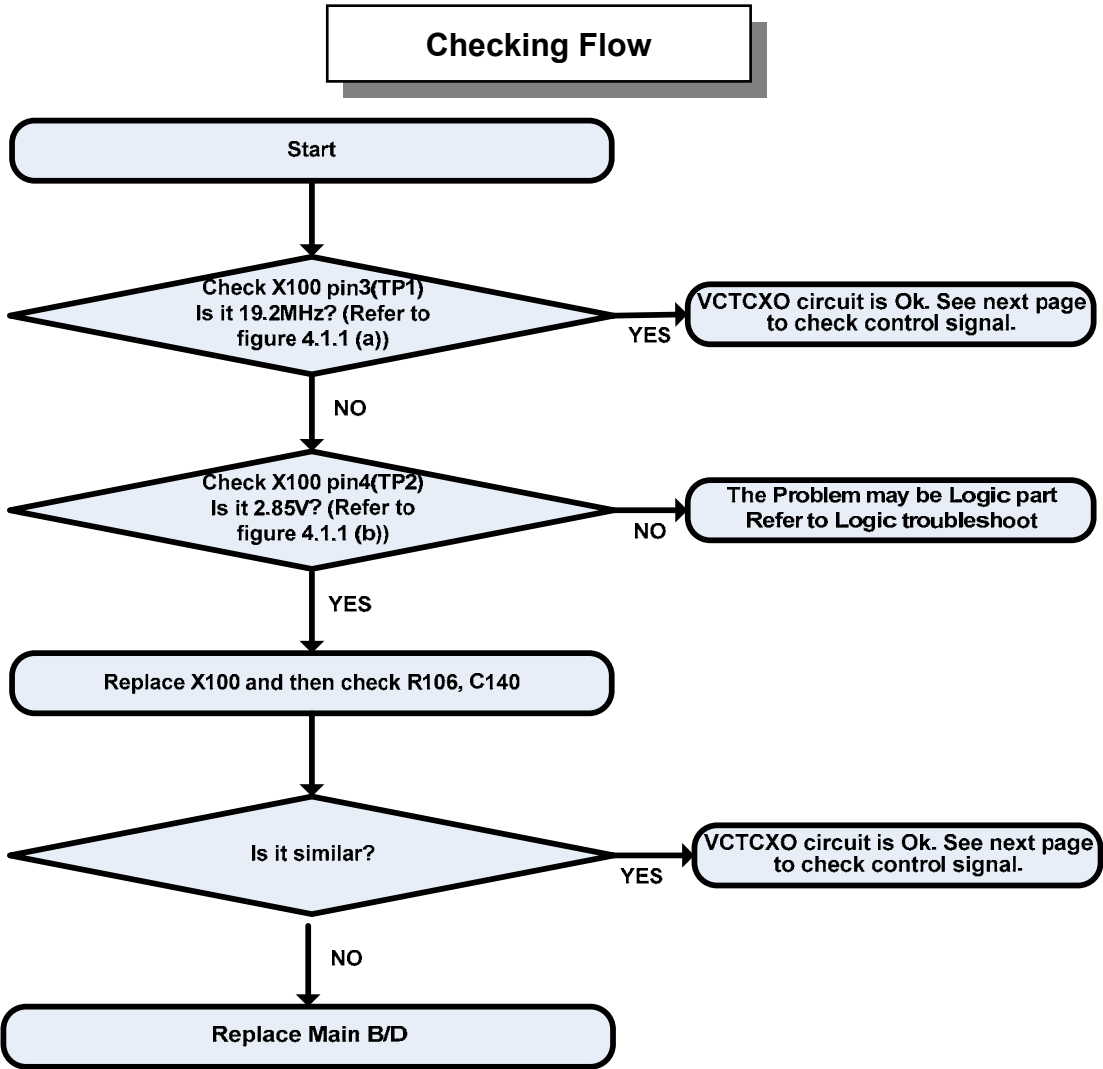 Checking Flow
Start
Check X100 pin3(TP1)
Is it 19.2MHz? (Refer to
figure 4.1.1 (a))
YES
VCTCXO circuit is Ok. See next page
to check control signal.
NO
Check X100 pin4(TP2)
Is it 2.85V? (Refer to
figure 4.1.1 (b))
NO
The Problem may be Logic part
Refer to Logic troubleshoot
YES
Replace X100 and then check R106, C140
Is it similar?
YES
VCTCXO circuit is Ok. See next page
to check control signal.
NO
Replace Main B/D